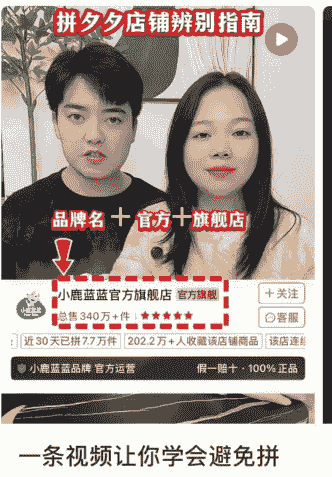 拼夕夕店铺辨别指南
品牌名 + 官方 + 旗舰店
小鹿蓝蓝官方旗舰店 官方旗舰
总售340万+件
+关注
客服
近30天已拼7.7万件 202.2万+人收藏该店铺商品 该店连续
小鹿蓝蓝品牌 官方运营 假一赔十·100%正品
一条视频让你学会避免拼